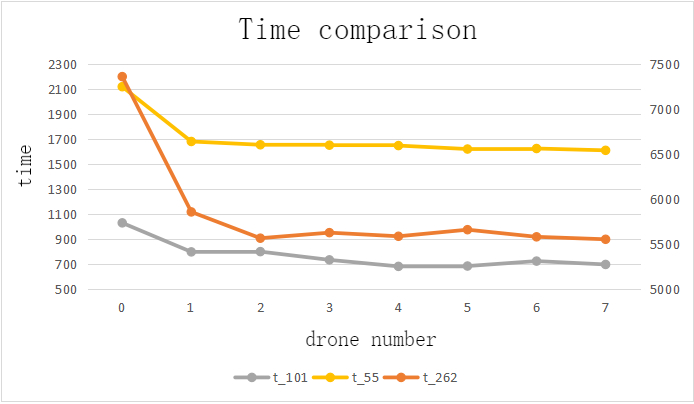 Time comparison
2300 7500
2100 7000
1900
1700 6500
1500
1300 6000
1100
900 5500
700
500 5000
time
0 1 2 3 4 5 6 7
drone number
t_101 t_55 t_262